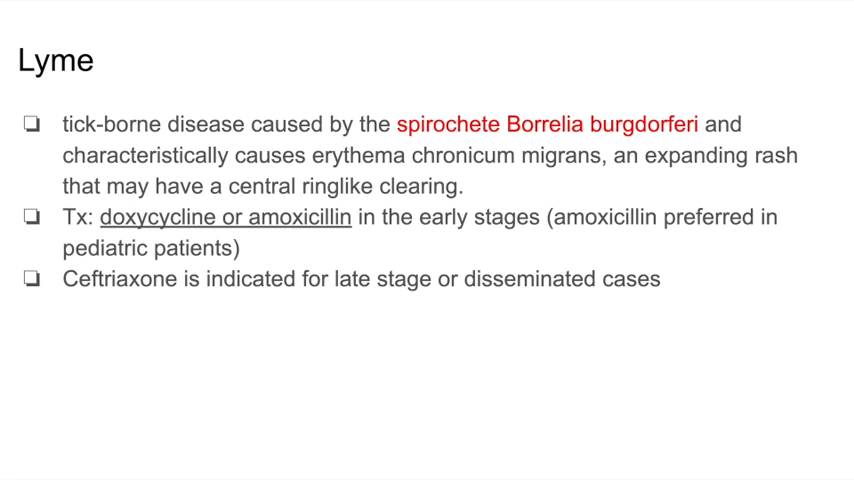 Lyme
❏ tick-borne disease caused by the spirochete Borrelia burgdorferi and
characteristically causes erythema chronicum migrans, an expanding rash
that may have a central ringlike clearing.
❏ Tx: doxycycline or amoxicillin in the early stages (amoxicillin preferred in
pediatric patients)
❏ Ceftriaxone is indicated for late stage or disseminated cases